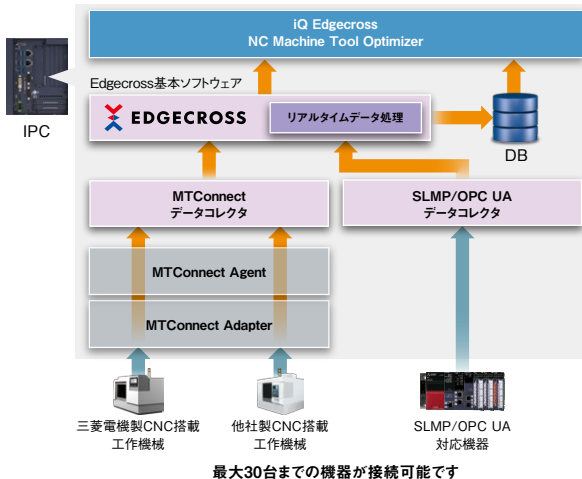 iQ Edgecross
NC Machine Tool Optimizer
Edgecross基本ソフトウェア
IPC
EDGECROSS
リアルタイムデータ処理
DB
MTConnect
データコレクタ
SLMP/OPC UA
データコレクタ
MTConnect Agent
MTConnect Adapter
三菱電機製CNC搭載
工作機械
他社製CNC搭載
工作機械
SLMP/OPC UA
対応機器
最大30台までの機器が接続可能です